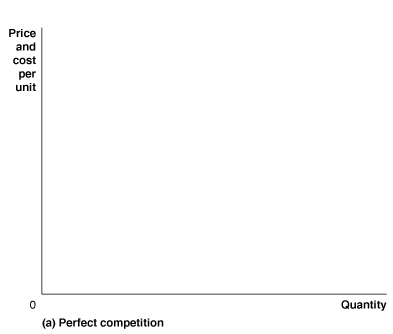 Price
and
cost
per
unit
0
Quantity
(a) Perfect competition